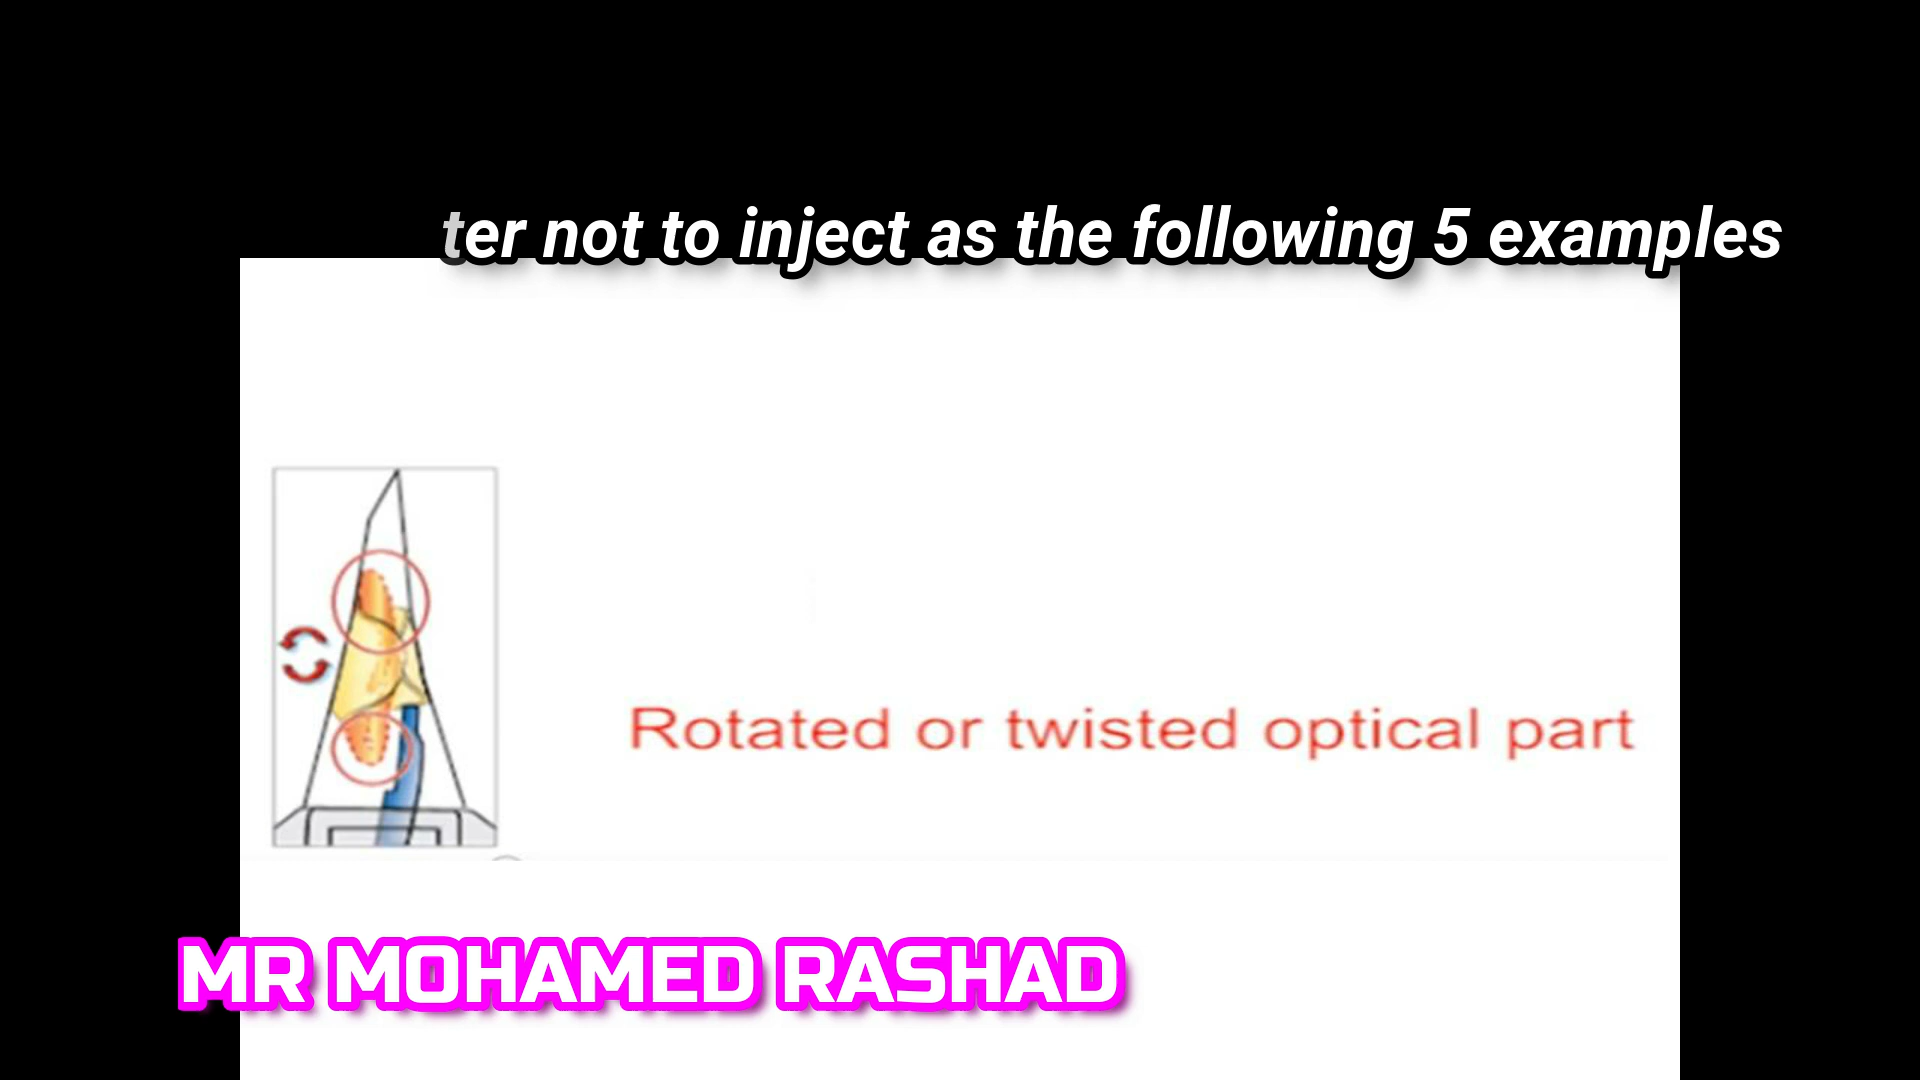 ter not to inject as the following 5 examples
Rotated or twisted optical part
MR MOHAMED RASHAD